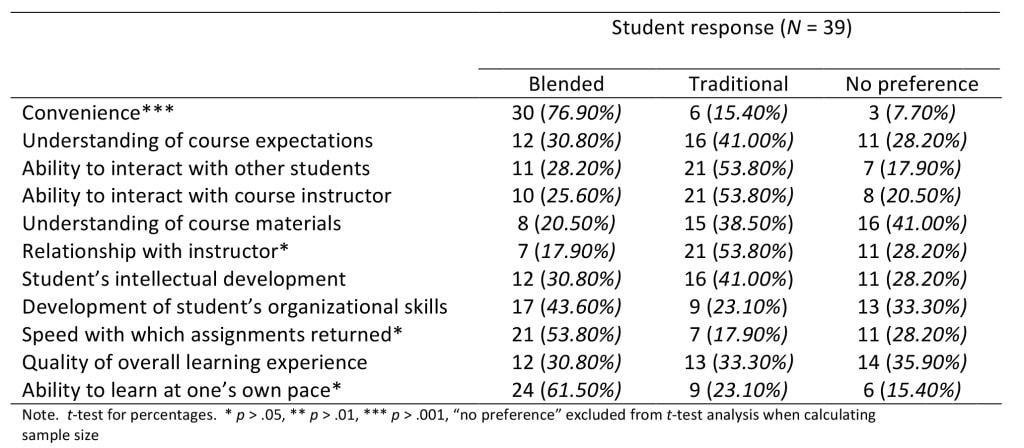 Student response (N = 39)
Blended Traditional No preference
Convenience*** 30 (76.90%) 6 (15.40%) 3 (7.70%)
Understanding of course expectations 12 (30.80%) 16 (41.00%) 11 (28.20%)
Ability to interact with other students 11 (28.20%) 21 (53.80%) 7 (17.90%)
Ability to interact with course instructor 10 (25.60%) 21 (53.80%) 8 (20.50%)
Understanding of course materials 8 (20.50%) 15 (38.50%) 16 (41.00%)
Relationship with instructor* 7 (17.90%) 21 (53.80%) 11 (28.20%)
Student’s intellectual development 12 (30.80%) 16 (41.00%) 11 (28.20%)
Development of student’s organizational skills 17 (43.60%) 9 (23.10%) 13 (33.30%)
Speed with which assignments returned* 21 (53.80%) 7 (17.90%) 11 (28.20%)
Quality of overall learning experience 12 (30.80%) 13 (33.30%) 14 (35.90%)
Ability to learn at one’s own pace* 24 (61.50%) 9 (23.10%) 6 (15.40%)
Note. t-test for percentages. * p > .05, ** p > .01, *** p > .001, “no preference” excluded from t-test analysis when calculating
sample size